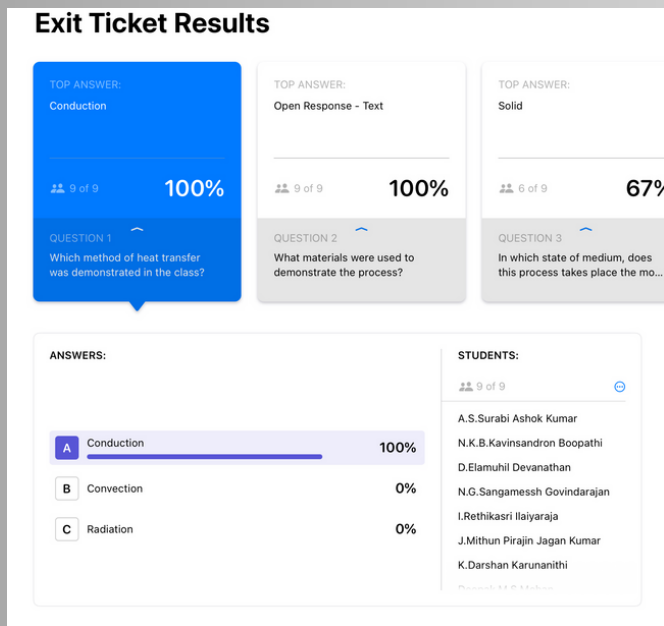 Exit Ticket Results
TOP ANSWER:
Conduction
9 of 9
100%
QUESTION 1
Which method of heat transfer
was demonstrated in the class?
TOP ANSWER:
Open Response - Text
9 of 9
100%
QUESTION 2
What materials were used to
demonstrate the process?
TOP ANSWER:
Solid
6 of 9
67%
QUESTION 3
In which state of medium, does
this process takes place the mo...
ANSWERS:
A Conduction 100%
B Convection 0%
C Radiation 0%
STUDENTS:
9 of 9
A.S.Surabi Ashok Kumar
N.K.B.Kavinsandron Boopathi
D.Elamuhil Devanathan
N.G.Sangamessh Govindarajan
I.Rethikasri Ilaiyaraja
J.Mithun Pirajin Jagan Kumar
K.Darshan Karunanithi